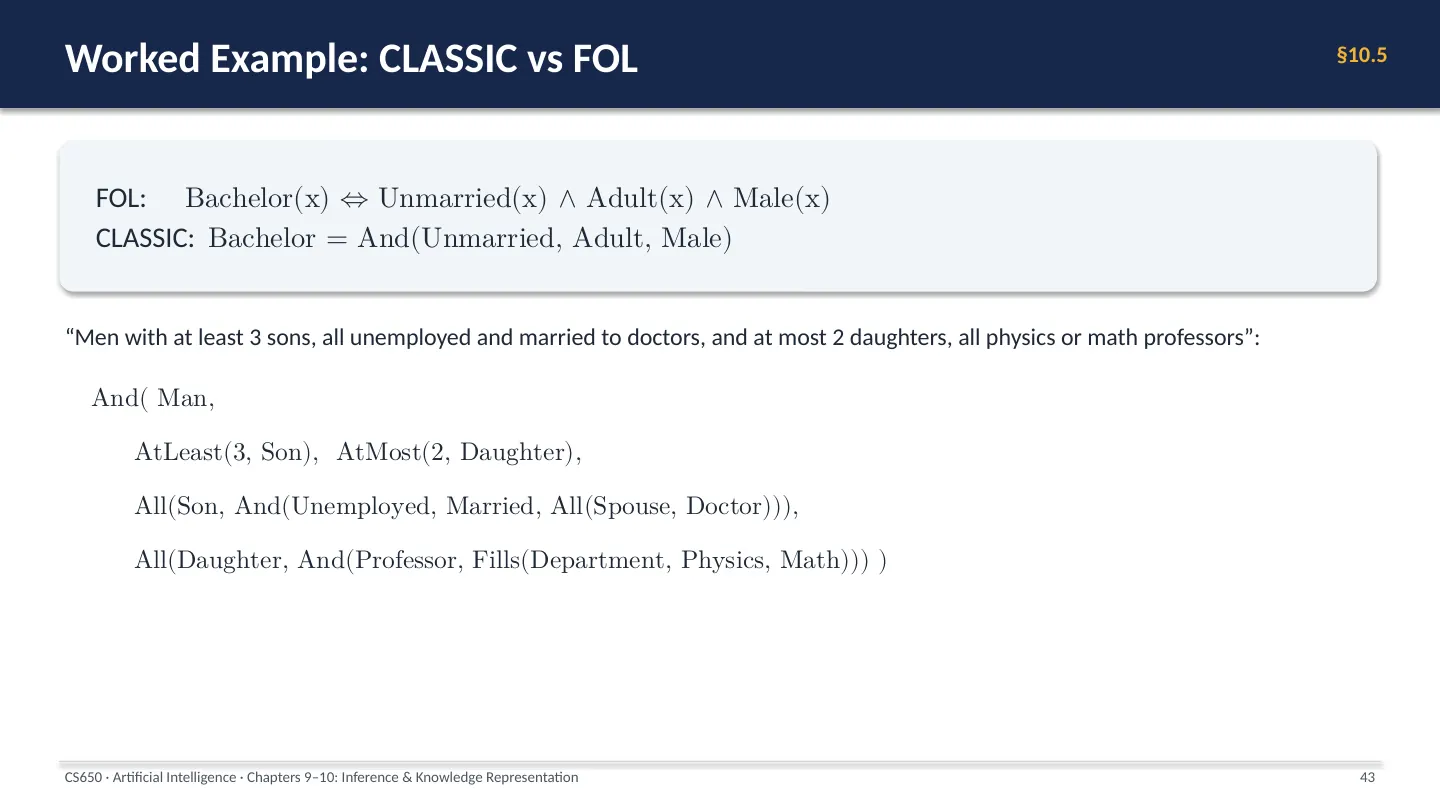 Worked Example: CLASSIC vs FOL
§10.5
FOL: Bachelor(x) ⇔ Unmarried(x) ∧ Adult(x) ∧ Male(x)
CLASSIC: Bachelor = And(Unmarried, Adult, Male)
“Men with at least 3 sons, all unemployed and married to doctors, and at most 2 daughters, all physics or math professors”:
And( Man,
AtLeast(3, Son), AtMost(2, Daughter),
All(Son, And(Unemployed, Married, All(Spouse, Doctor))),
All(Daughter, And(Professor, Fills(Department, Physics, Math))) )
CS650 · Artificial Intelligence · Chapters 9–10: Inference & Knowledge Representation
43